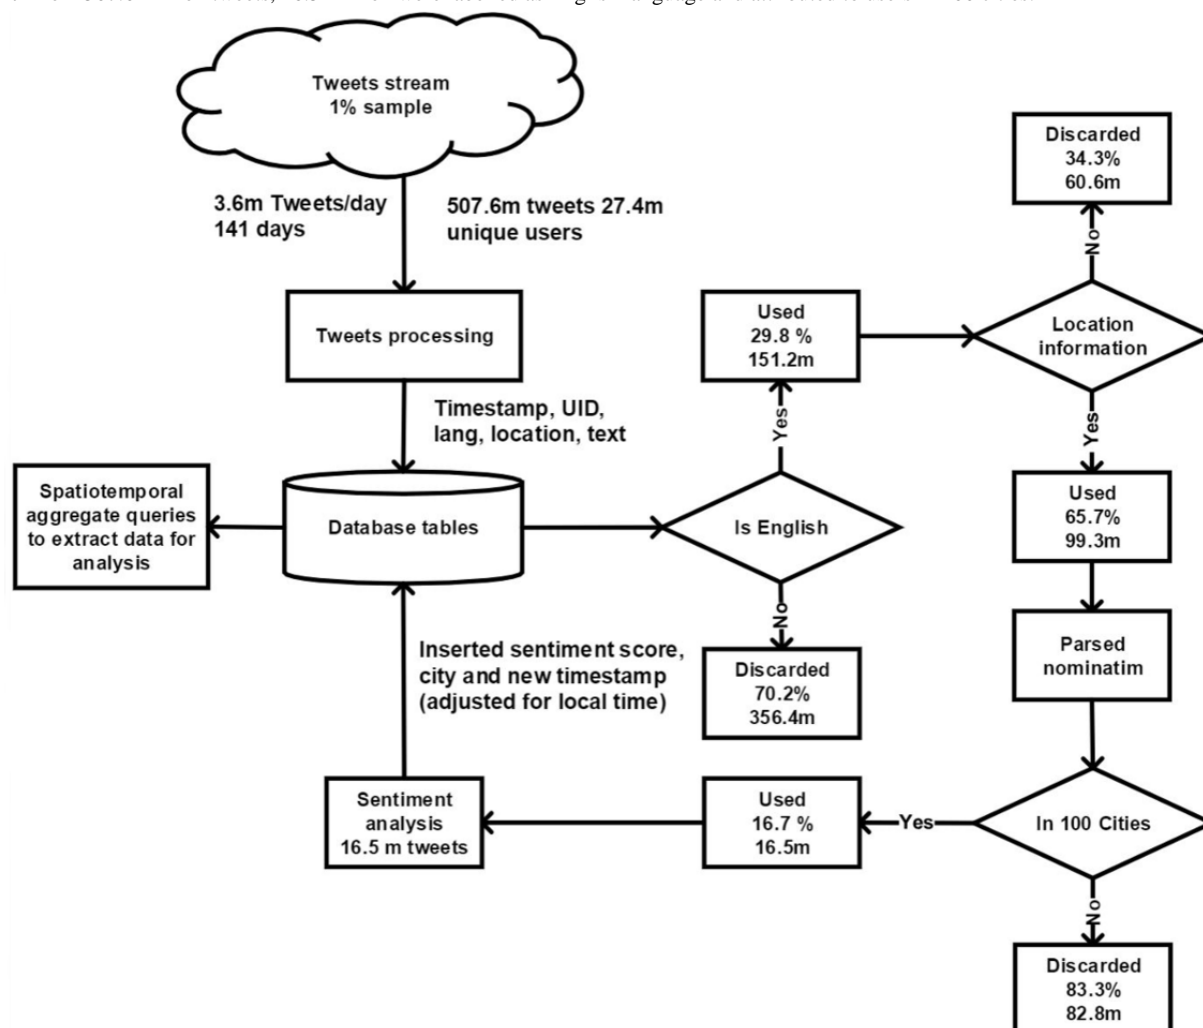 Tweets stream
1% sample
3.6m Tweets/day
141 days
507.6m tweets 27.4m
unique users
Tweets processing
Timestamp, UID,
lang, location, text
Database tables
Spatiotemporal
aggregate queries
to extract data for
analysis
Is English
Yes
Used
29.8 %
151.2m
No
Discarded
70.2%
356.4m
Location
information
No
Discarded
34.3%
60.6m
Yes
Used
65.7%
99.3m
Parsed
nominatim
In 100 Cities
Yes
Used
16.7 %
16.5m
No
Discarded
83.3%
82.8m
Sentiment
analysis
16.5 m tweets
Inserted sentiment score,
city and new timestamp
(adjusted for local time)